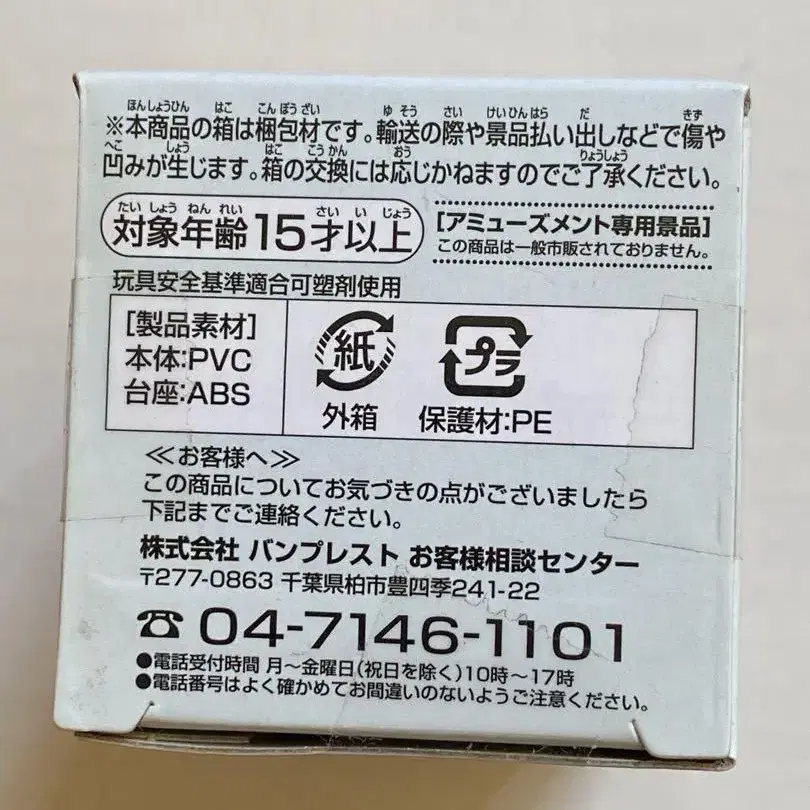 ※本商品の箱は梱包材です。輸送の際や景品払い出しなどで傷や
凹みが生じます。箱の交換には応じかねますのでご了承ください。
対象年齢15才以上
[アミューズメント専用景品]
この商品は一般市販されておりません。
玩具安全基準適合可塑剤使用
[製品素材]
本体:PVC
台座:ABS
紙
外箱
プラ
保護材:PE
≪お客様へ≫
この商品についてお気づきの点がございましたら
下記までご連絡ください。
株式会社 バンプレスト お客様相談センター
〒277-0863 千葉県柏市豊四季241-22
☎04-7146-1101
●電話受付時間 月～金曜日(祝日を除く)10時～17時
●電話番号はよく確かめてお間違いのないようご注意ください。